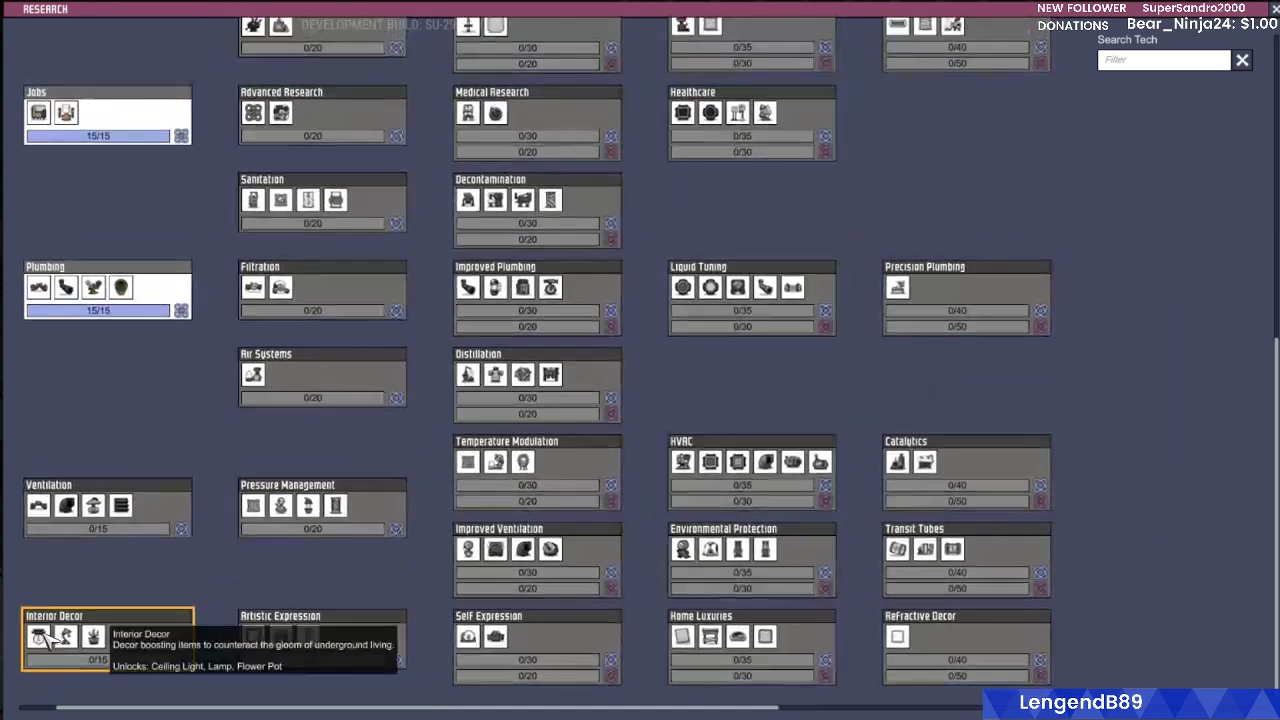 RESEARCH
DEVELOPMENT BUILD: SU-29
NEW FOLLOWER SuperSandro2000
DONATIONS Bear_Ninja24: $1.00
Search Tech
Filter
0/20
0/30
0/20
0/35
0/30
0/40
0/50
Jobs
15/15
Advanced Research
0/20
Medical Research
0/30
0/20
Healthcare
0/35
0/30
Sanitation
0/20
Decontamination
0/30
0/20
Plumbing
15/15
Filtration
0/20
Improved Plumbing
0/30
0/20
Liquid Tuning
0/35
0/30
Precision Plumbing
0/40
0/50
Air Systems
0/20
Distillation
0/30
0/20
Temperature Modulation
0/30
0/20
HVAC
0/35
0/30
Catalytics
0/40
0/50
Ventilation
0/15
Pressure Management
0/20
Improved Ventilation
0/30
0/20
Environmental Protection
0/35
0/30
Transit Tubes
0/40
0/50
Interior Decor
0/15
Artistic Expression
Interior Decor
Decor boosting items to counteract the gloom of underground living.
Unlocks: Ceiling Light, Lamp, Flower Pot
Self Expression
0/30
0/20
Home Luxuries
0/35
0/30
Refractive Decor
0/40
0/50
LengendB89